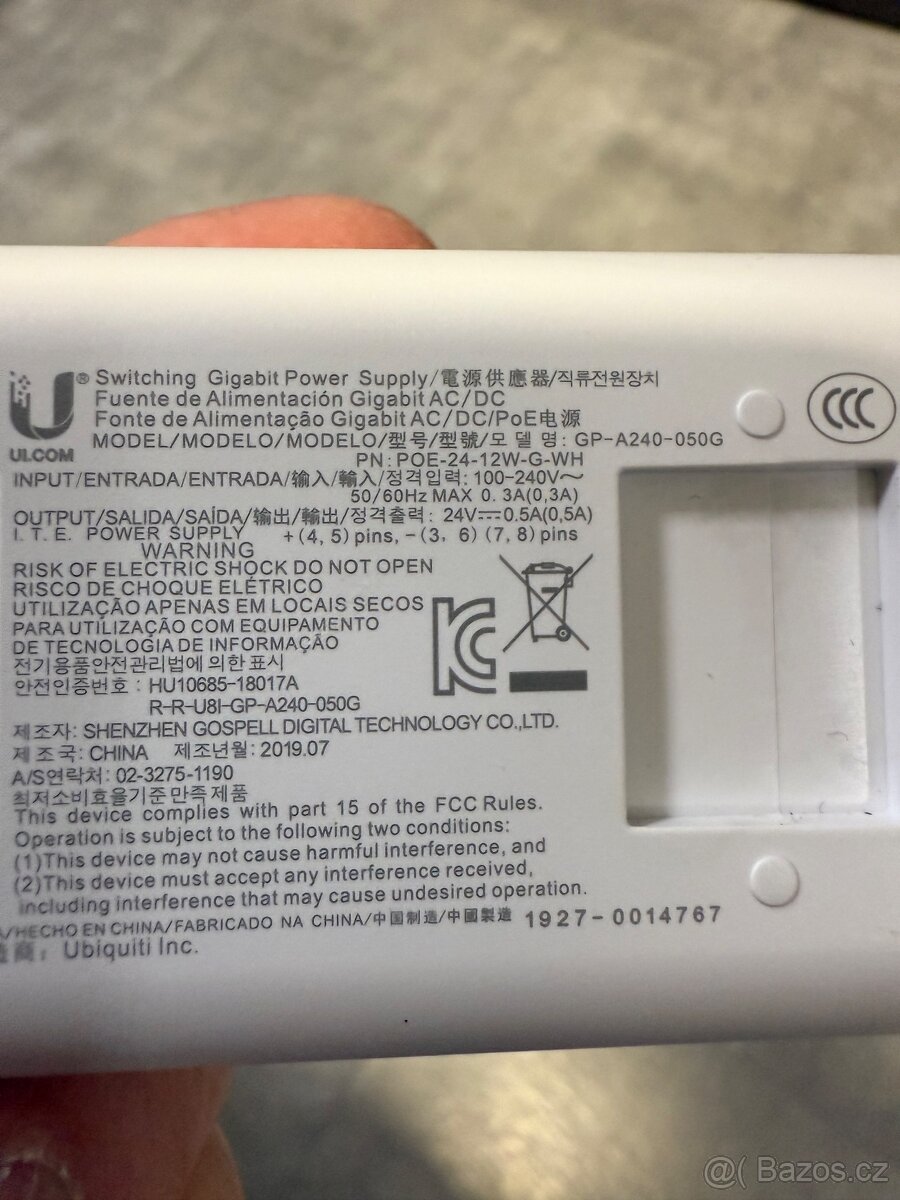 ® Switching Gigabit Power Supply/電源供應器/직류전원장치
Fuente de Alimentación Gigabit AC/DC
Fonte de Alimentação Gigabit AC/DC/PoE电源
MODEL/MODELO/MODELO/型号/型號/모 델 명: GP-A240-050G
UI.COM
PN: POE-24-12W-G-WH
INPUT/ENTRADA/ENTRADA/输入/輸入/정격입력: 100-240V~
50/60Hz MAX 0. 3A(0,3A)
OUTPUT/SALIDA/SAÍDA/输出/輸出/정격출력: 24V⎓0.5A(0,5A)
I. T. E. POWER SUPPLY +(4, 5) pins, -(3, 6) (7, 8) pins
WARNING
RISK OF ELECTRIC SHOCK DO NOT OPEN
RISCO DE CHOQUE ELÉTRICO
UTILIZAÇÃO APENAS EM LOCAIS SECOS
PARA UTILIZAÇÃO COM EQUIPAMENTO
DE TECNOLOGIA DE INFORMAÇÃO
전기용품안전관리법에 의한 표시
안전인증번호 : HU10685-18017A
R-R-U8I-GP-A240-050G
제조자: SHENZHEN GOSPELL DIGITAL TECHNOLOGY CO.,LTD.
제 조 국: CHINA 제조년월: 2019.07
A/S연락처: 02-3275-1190
최저소비효율기준만족제품
This device complies with part 15 of the FCC Rules.
Operation is subject to the following two conditions:
(1)This device may not cause harmful interference, and
(2)This device must accept any interference received,
including interference that may cause undesired operation.
/HECHO EN CHINA/FABRICADO NA CHINA/中国制造/中國製造 1927-0014767
商: Ubiquiti Inc.
CCC
KC
@( Bazos.cz